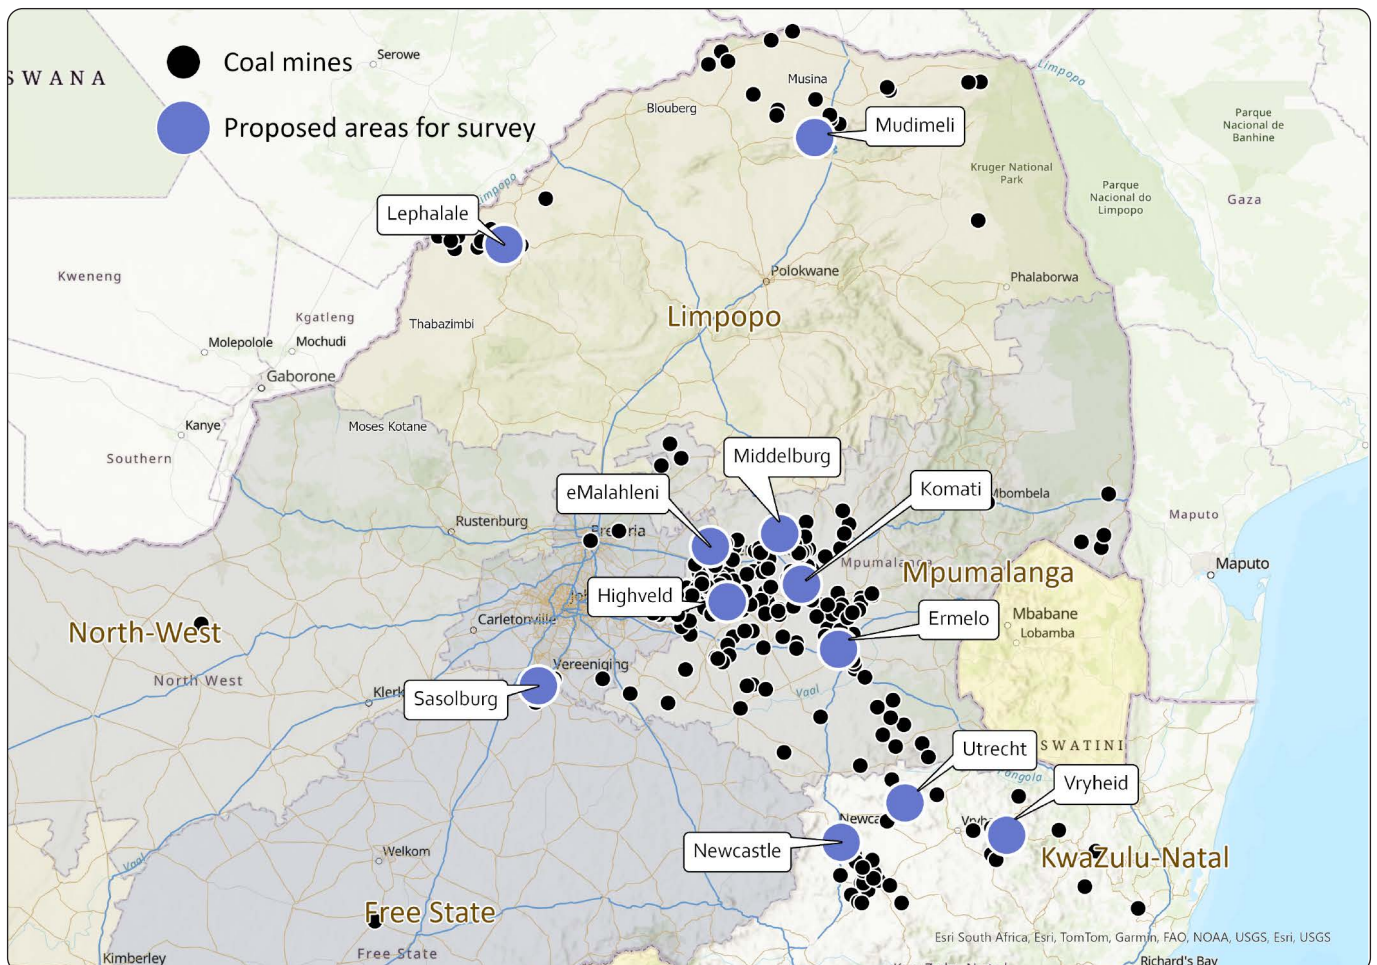 Coal mines
Proposed areas for survey
SWANA
Serowe
Limpopo
Musina
Blouberg
Mudimeli
Parque
Nacional de
Banhine
Kruger National
Park
Parque
Nacional do
Limpopo
Gaza
Lephalale
Kweneng
Polokwane
Phalaborwa
Kgatleng
Limpopo
Thabazimbi
Molepolole
Mochudi
Gaborone
Kanye
Moses Kotane
Southern
Middelburg
eMalahleni
Komati
Mbombela
Rustenburg
Maputo
Mpumalanga
Maputo
Mpumalanga
Highveld
Carletonville
Ermelo
Mbabane
Lobamba
North-West
Vereeniging
North West
Sasolburg
Vaal
Utrecht
SWATINI
Vryheid
Newcastle
KwaZulu-Natal
Welkom
Vaal
Free State
Free State
Esri South Africa, Esri, TomTom, Garmin, FAO, NOAA, USGS, Esri, USGS
Kimberley
Richard's Bay